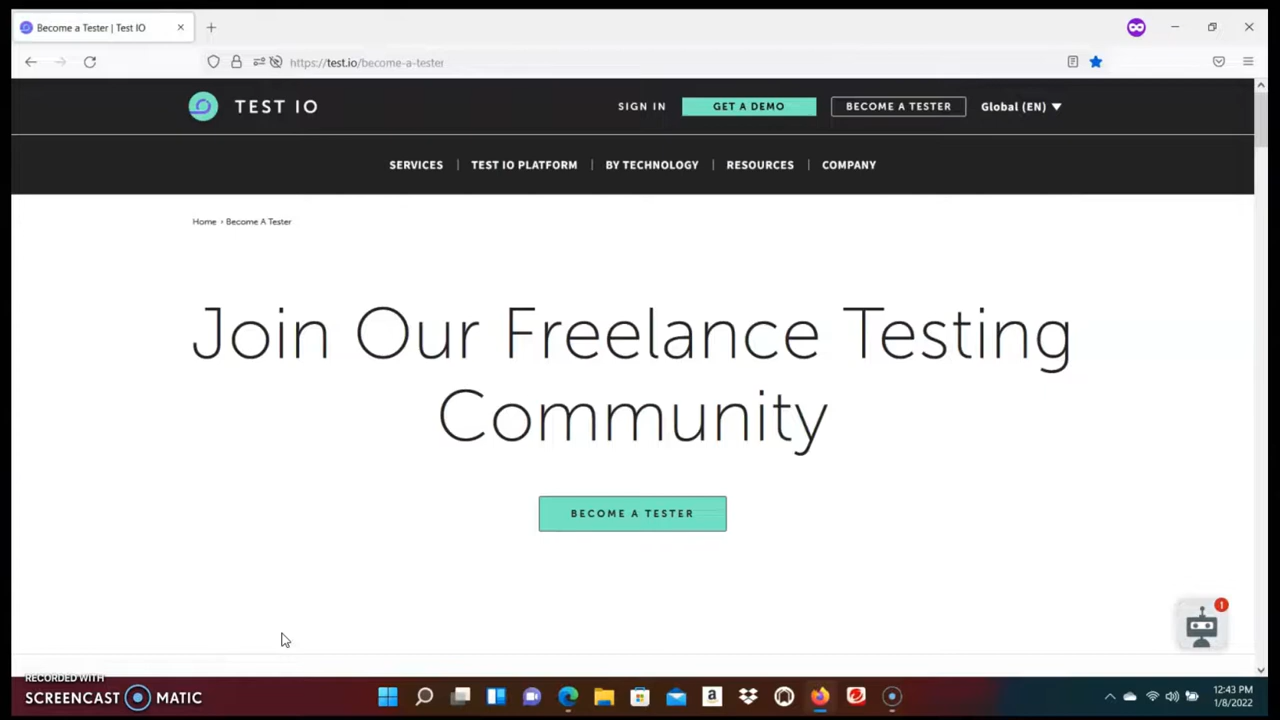 Become a Tester | Test IO
https://test.io/become-a-tester
TEST IO
SIGN IN
GET A DEMO
BECOME A TESTER
Global (EN)
SERVICES
TEST IO PLATFORM
BY TECHNOLOGY
RESOURCES
COMPANY
Home › Become A Tester
Join Our Freelance Testing
Community
BECOME A TESTER
1
RECORDED WITH
SCREENCAST MATIC
a
12:43 PM
1/8/2022